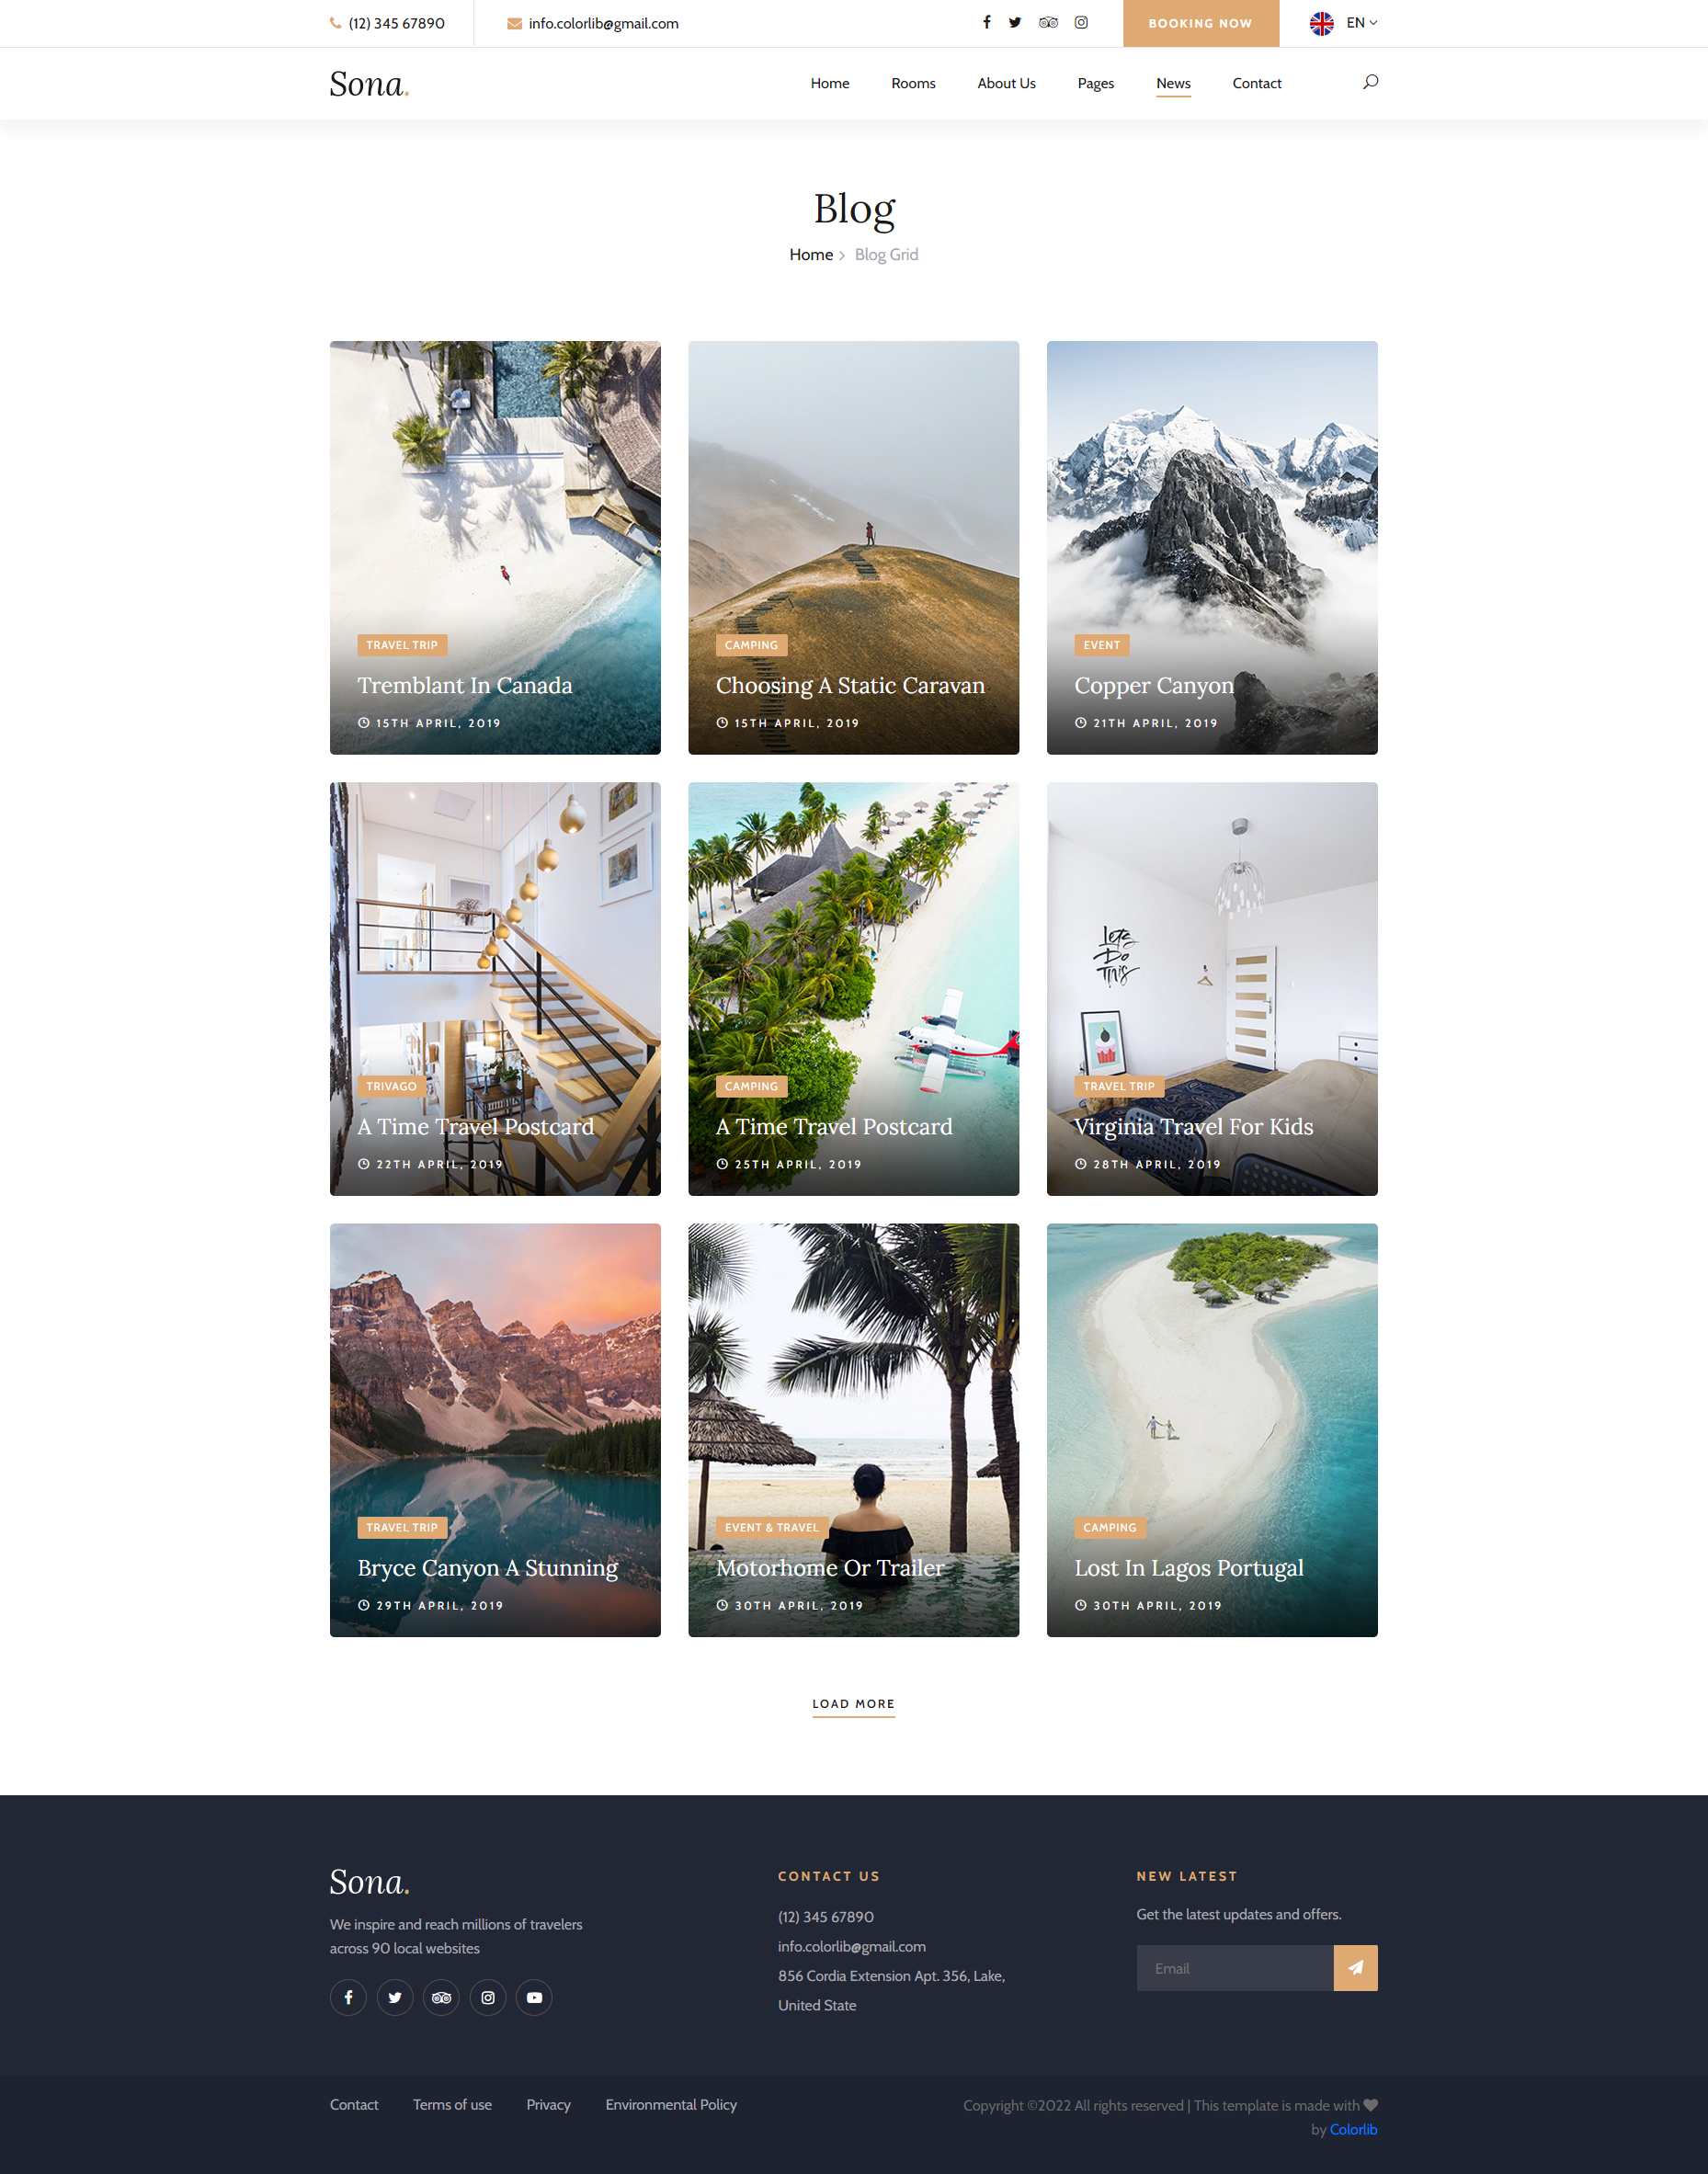 (12) 345 67890
info.colorlib@gmail.com
BOOKING NOW
EN
Sona.
Home
Rooms
About Us
Pages
News
Contact
Blog
Home
Blog Grid
TRAVEL TRIP
Tremblant In Canada
15TH APRIL, 2019
CAMPING
Choosing A Static Caravan
15TH APRIL, 2019
EVENT
Copper Canyon
21TH APRIL, 2019
TRIVAGO
A Time Travel Postcard
22TH APRIL, 2019
CAMPING
A Time Travel Postcard
25TH APRIL, 2019
Let's
Do
This
TRAVEL TRIP
Virginia Travel For Kids
28TH APRIL, 2019
TRAVEL TRIP
Bryce Canyon A Stunning
29TH APRIL, 2019
EVENT & TRAVEL
Motorhome Or Trailer
30TH APRIL, 2019
CAMPING
Lost In Lagos Portugal
30TH APRIL, 2019
LOAD MORE
Sona.
We inspire and reach millions of travelers
across 90 local websites
CONTACT US
(12) 345 67890
info.colorlib@gmail.com
856 Cordia Extension Apt. 356, Lake,
United State
NEW LATEST
Get the latest updates and offers.
Email
Contact
Terms of use
Privacy
Environmental Policy
Copyright ©2022 All rights reserved | This template is made with
by Colorlib